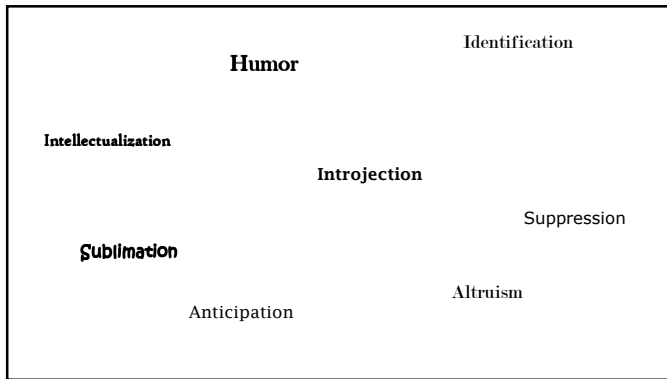 Identification
Humor
Intellectualization
Introjection
Suppression
Sublimation
Altruism
Anticipation